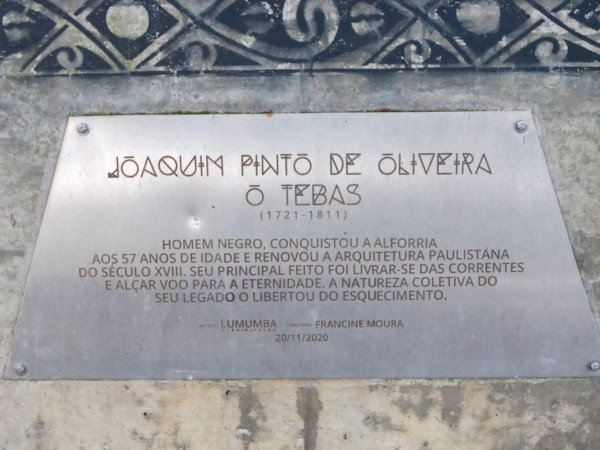 JOAQUIM PINTO DE OLIVEIRA
O TEBAS
(1721-1811)
HOMEM NEGRO, CONQUISTOU A ALFORRIA
AOS 57 ANOS DE IDADE E RENOVOU A ARQUITETURA PAULISTANA
DO SÉCULO XVIII. SEU PRINCIPAL FEITO FOI LIVRAR-SE DAS CORRENTES
E ALÇAR VOO PARA A ETERNIDADE. A NATUREZA COLETIVA DO
SEU LEGADO O LIBERTOU DO ESQUECIMENTO.
LUMUMBA FRANCINE MOURA
20/11/2020